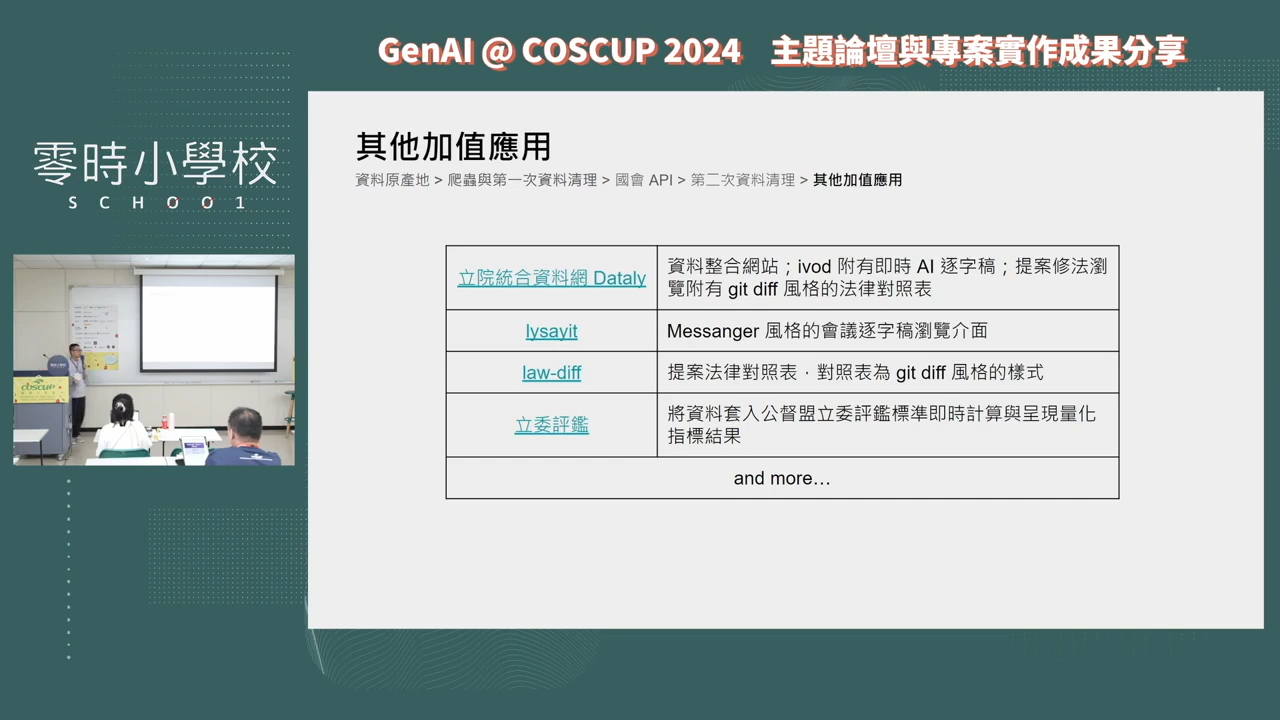 GenAI @ COSCUP 2024 主題論壇與專案實作成果分享
零時小學校
SCHOO1
其他加值應用
資料原產地 > 爬蟲與第一次資料清理 > 國會 API > 第二次資料清理 > 其他加值應用
立院統合資料網 Dataly
資料整合網站；ivod 附有即時 AI 逐字稿；提案修法瀏
覽附有 git diff 風格的法律對照表
lysayit
Messanger 風格的會議逐字稿瀏覽介面
law-diff
提案法律對照表，對照表為 git diff 風格的樣式
立委評鑑
將資料套入公督盟立委評鑑標準即時計算與呈現量化
指標結果
and more…
COSCUP